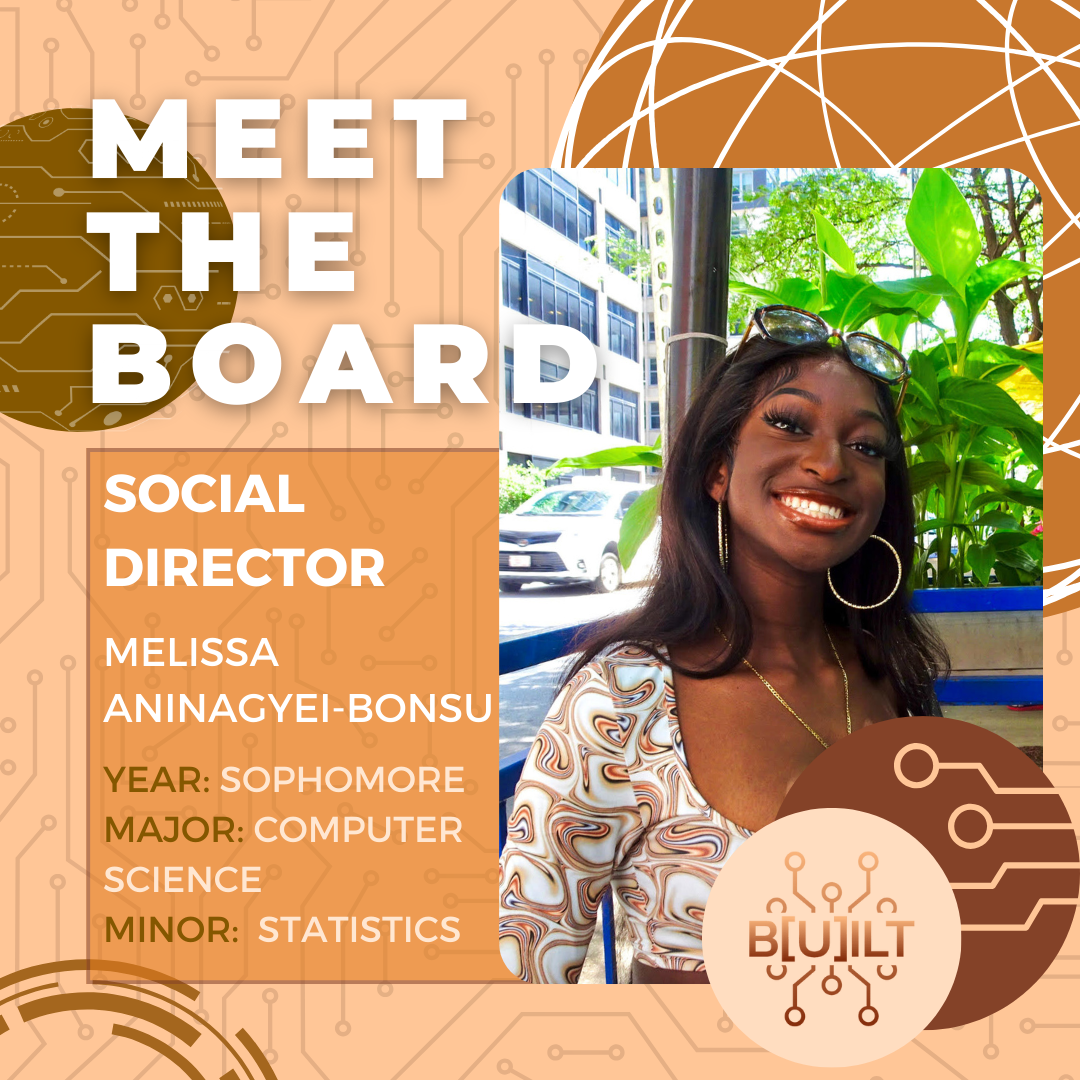 MEET
THE
BOARD
SOCIAL
DIRECTOR
MELISSA
ANINAGYEI-BONSU
YEAR: SOPHOMORE
MAJOR: COMPUTER
SCIENCE
MINOR: STATISTICS
B[U]ILT